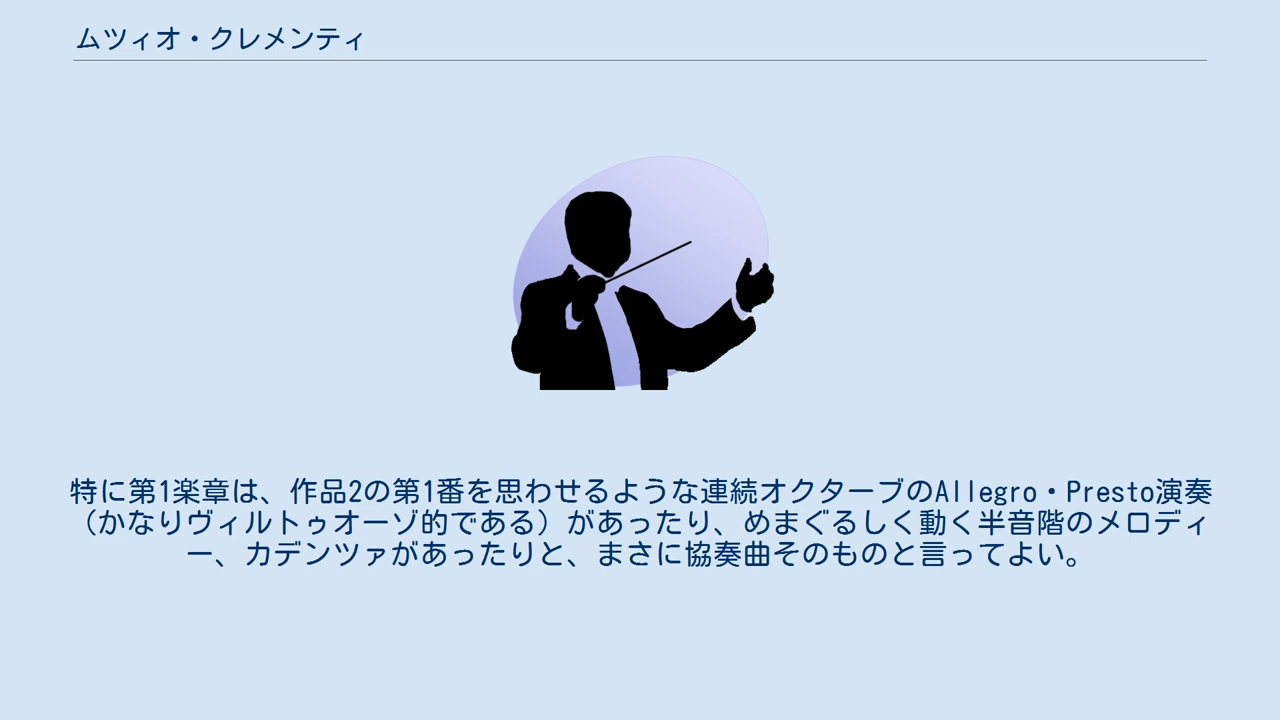 ムツィオ・クレメンティ
特に第1楽章は、作品2の第1番を思わせるような連続オクターブのAllegro・Presto演奏
（かなりヴィルトゥオーゾ的である）があったり、めまぐるしく動く半音階のメロディ
ー、カデンツァがあったりと、まさに協奏曲そのものと言ってよい。